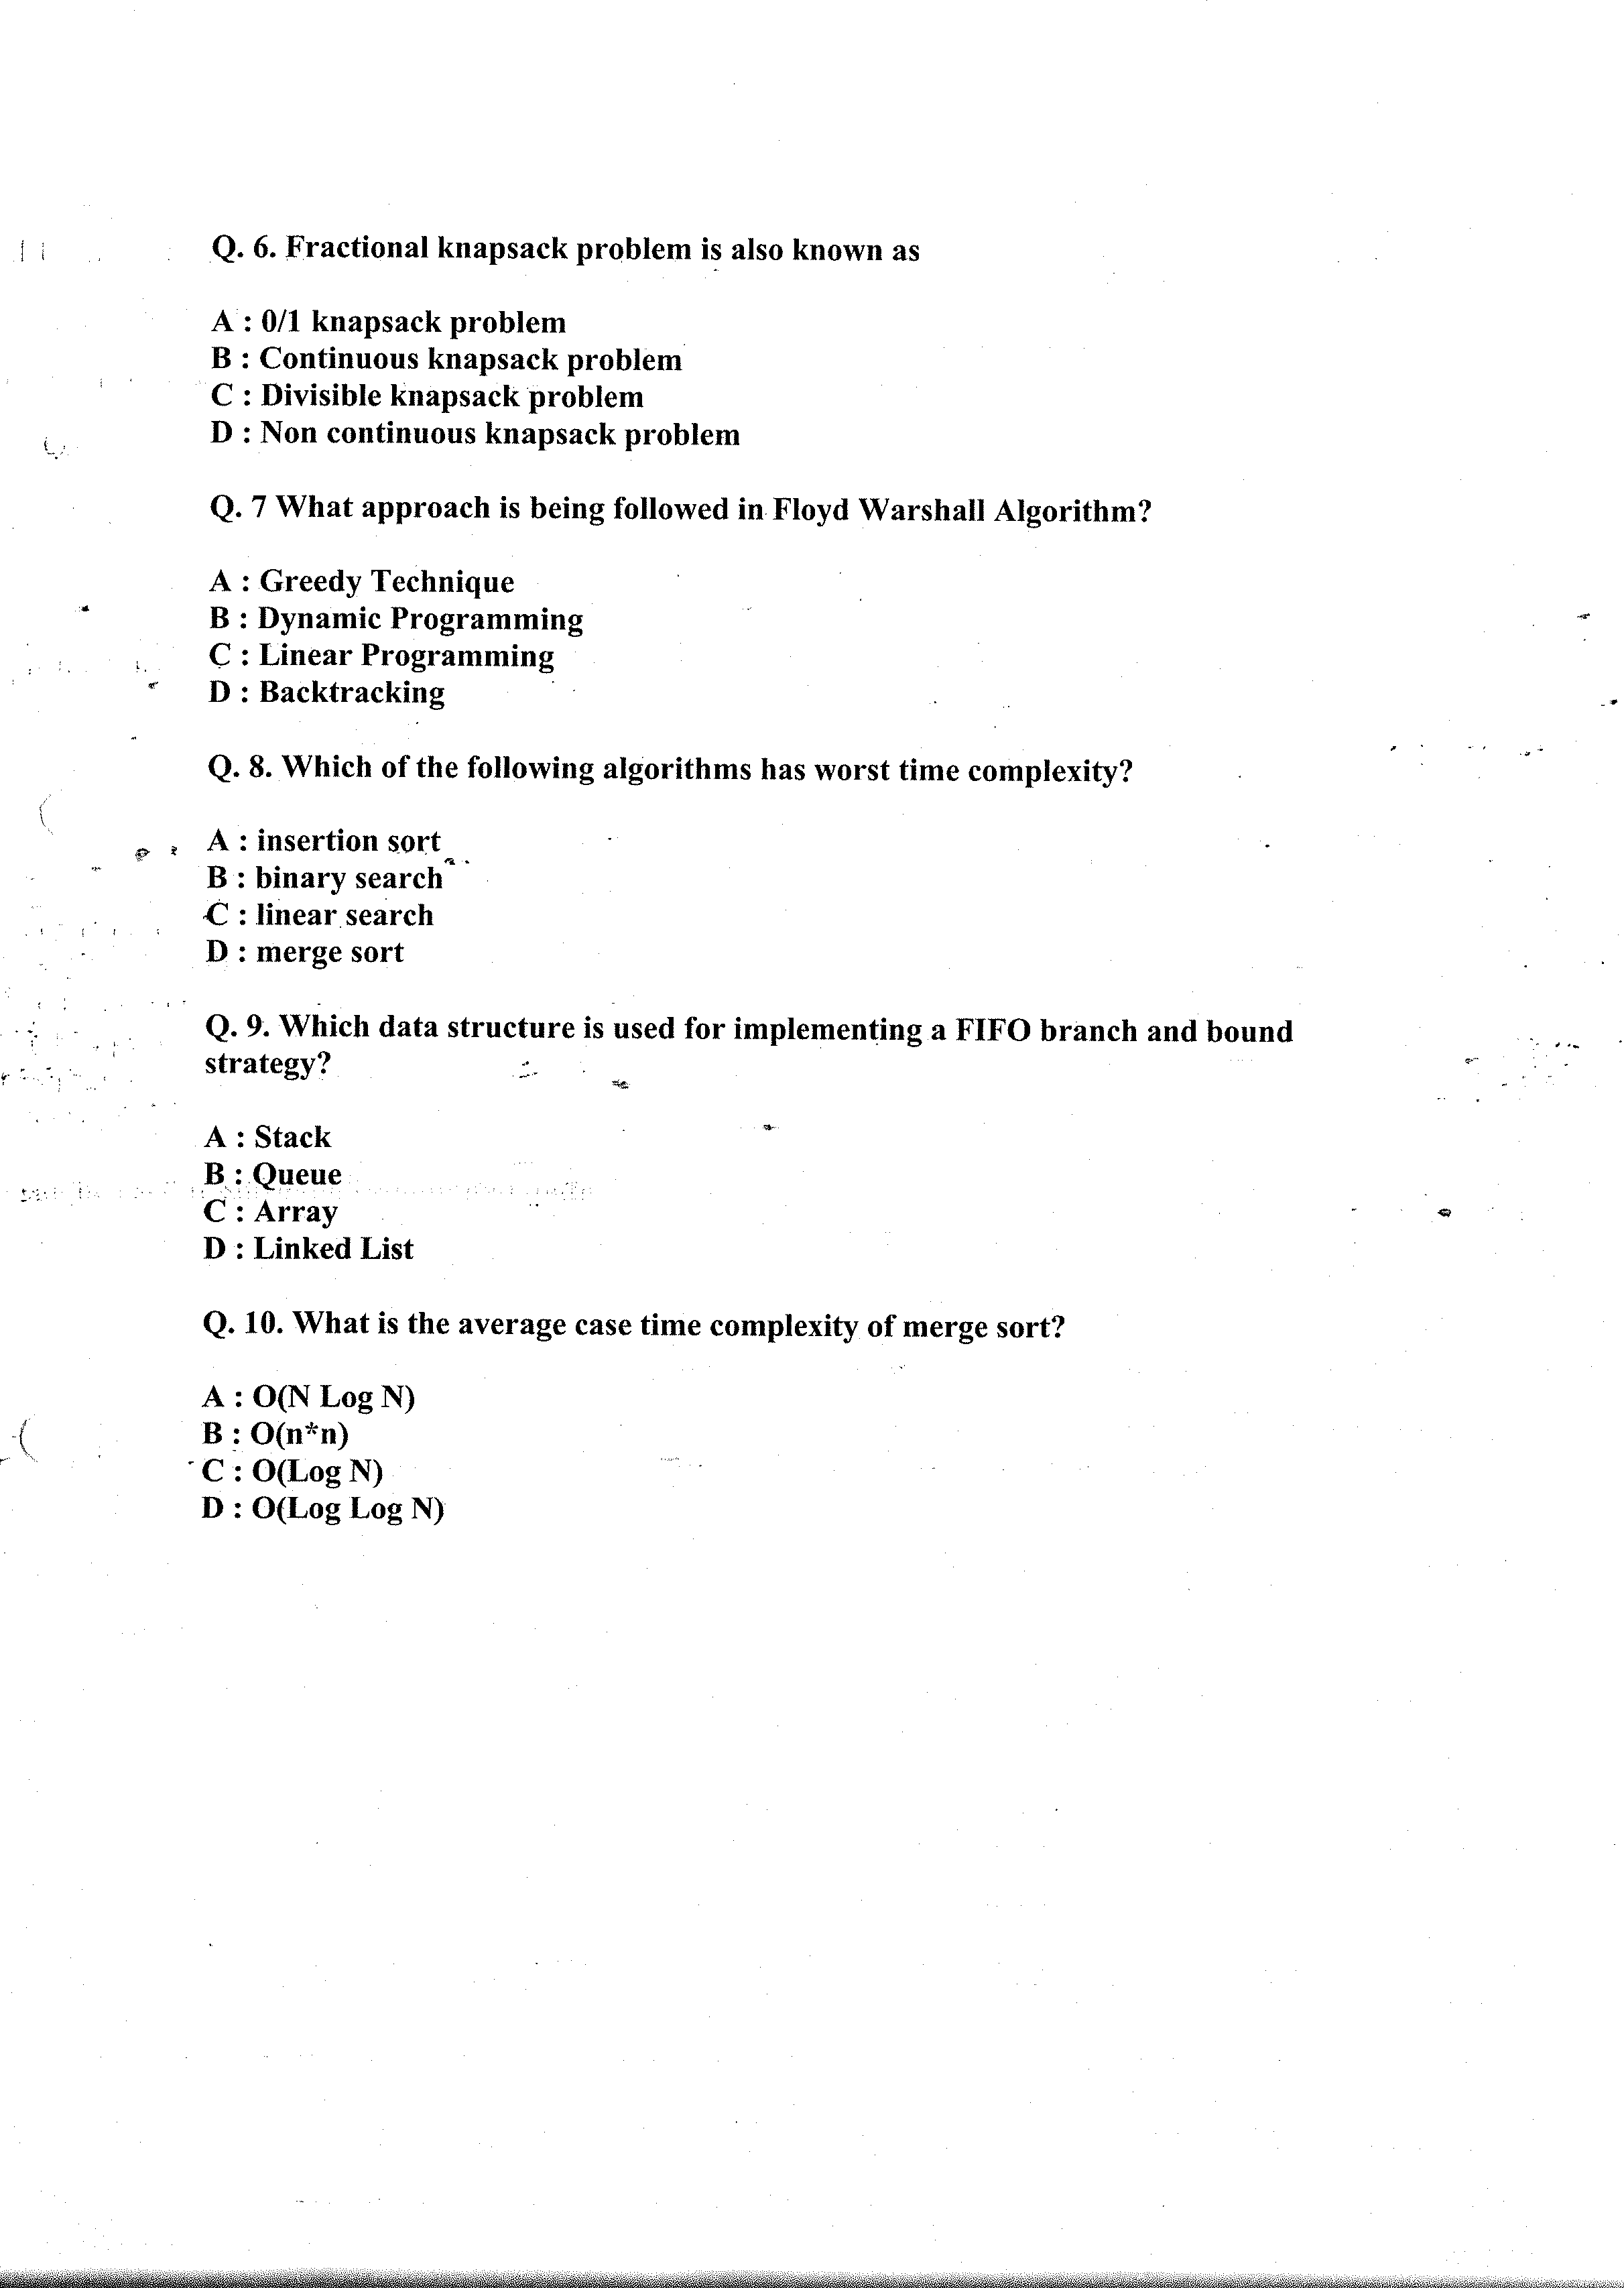 Q. 6. Fractional knapsack problem is also known as
A : 0/1 knapsack problem
B : Continuous knapsack problem
C : Divisible knapsack problem
D : Non continuous knapsack problem
Q. 7 What approach is being followed in Floyd Warshall Algorithm?
A : Greedy Technique
B : Dynamic Programming
C : Linear Programming
D : Backtracking
Q. 8. Which of the following algorithms has worst time complexity?
A : insertion sort
B : binary search
C : linear search
D : merge sort
Q. 9. Which data structure is used for implementing a FIFO branch and bound
strategy?
A : Stack
B : Queue
C : Array
D : Linked List
Q. 10. What is the average case time complexity of merge sort?
A : O(N Log N)
B : O(n*n)
C : O(Log N)
D : O(Log Log N)